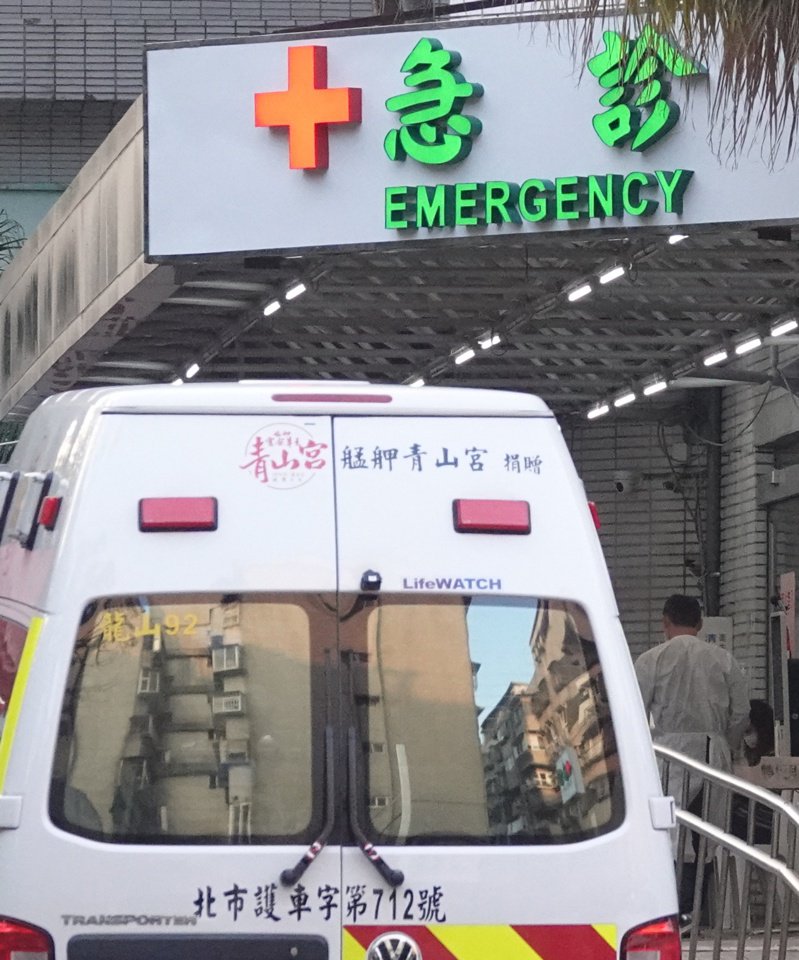 急診
EMERGENCY
青山宮
艋舺青山宮 捐贈
LifeWATCH
龍山92
北市護車字第712號
TRANSPORTER